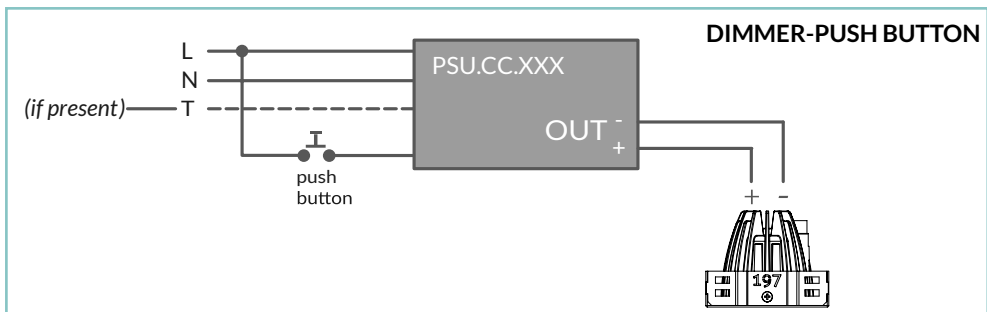 DIMMER-PUSH BUTTON
L
PSU.CC.XXX
N
(if present) T
OUT -
+
push
button
+ -
197